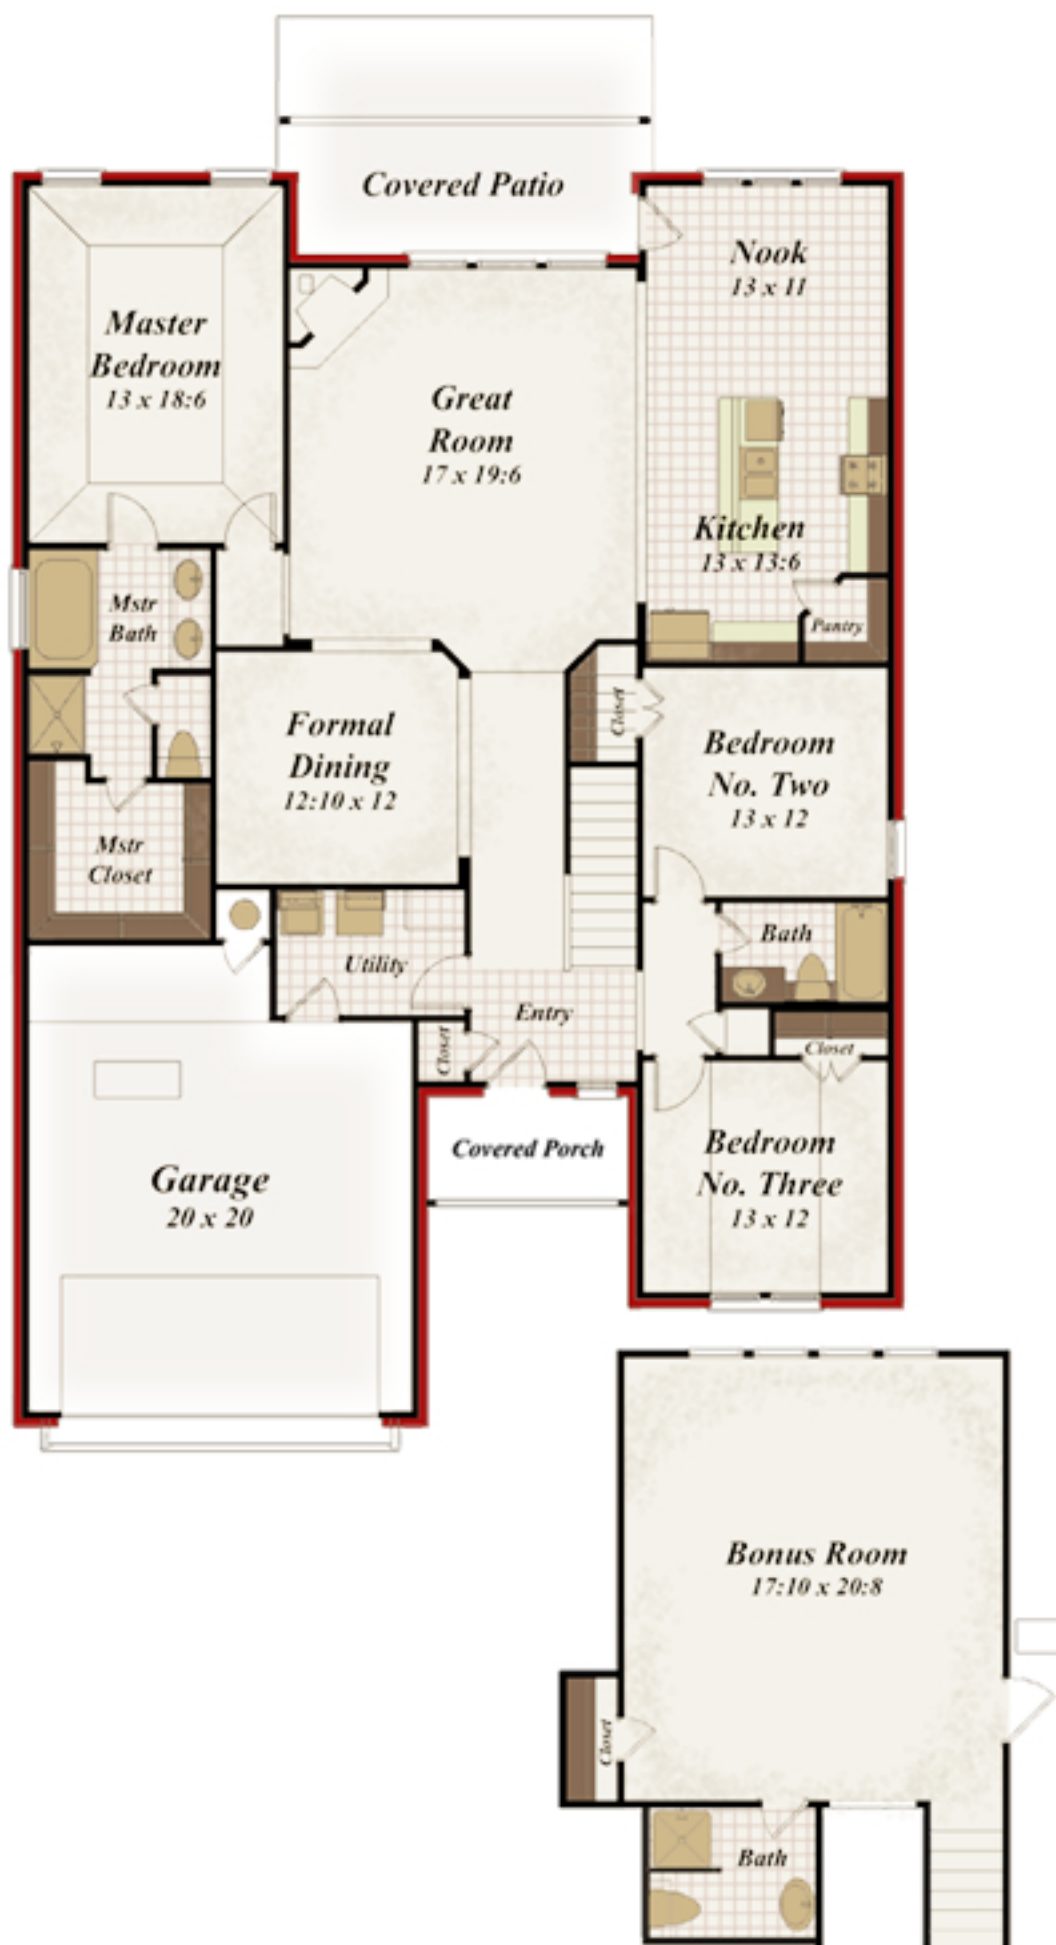 Covered Patio
Nook
13 x 11
Master
Bedroom
13 x 18:6
Great
Room
17 x 19:6
Kitchen
13 x 13:6
Mstr
Bath
Pantry
Closet
Formal
Dining
12:10 x 12
Bedroom
No. Two
13 x 12
Mstr
Closet
Bath
Utility
Entry
Closet
Closet
Covered Porch
Bedroom
No. Three
13 x 12
Garage
20 x 20
Bonus Room
17:10 x 20:8
Closet
Bath